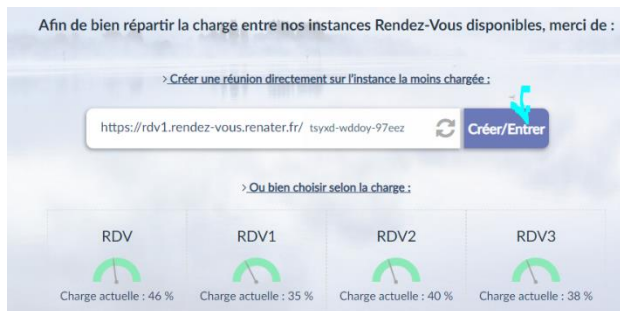 Afin de bien répartir la charge entre nos instances Rendez-Vous disponibles, merci de :
> Créer une réunion directement sur l'instance la moins chargée :
https://rdv1.rendez-vous.renater.fr/ tsyxd-wddoy-97eez Créer/Entrer
> Ou bien choisir selon la charge :
RDV RDV1 RDV2 RDV3
Charge actuelle : 46 % Charge actuelle : 35 % Charge actuelle : 40 % Charge actuelle : 38 %